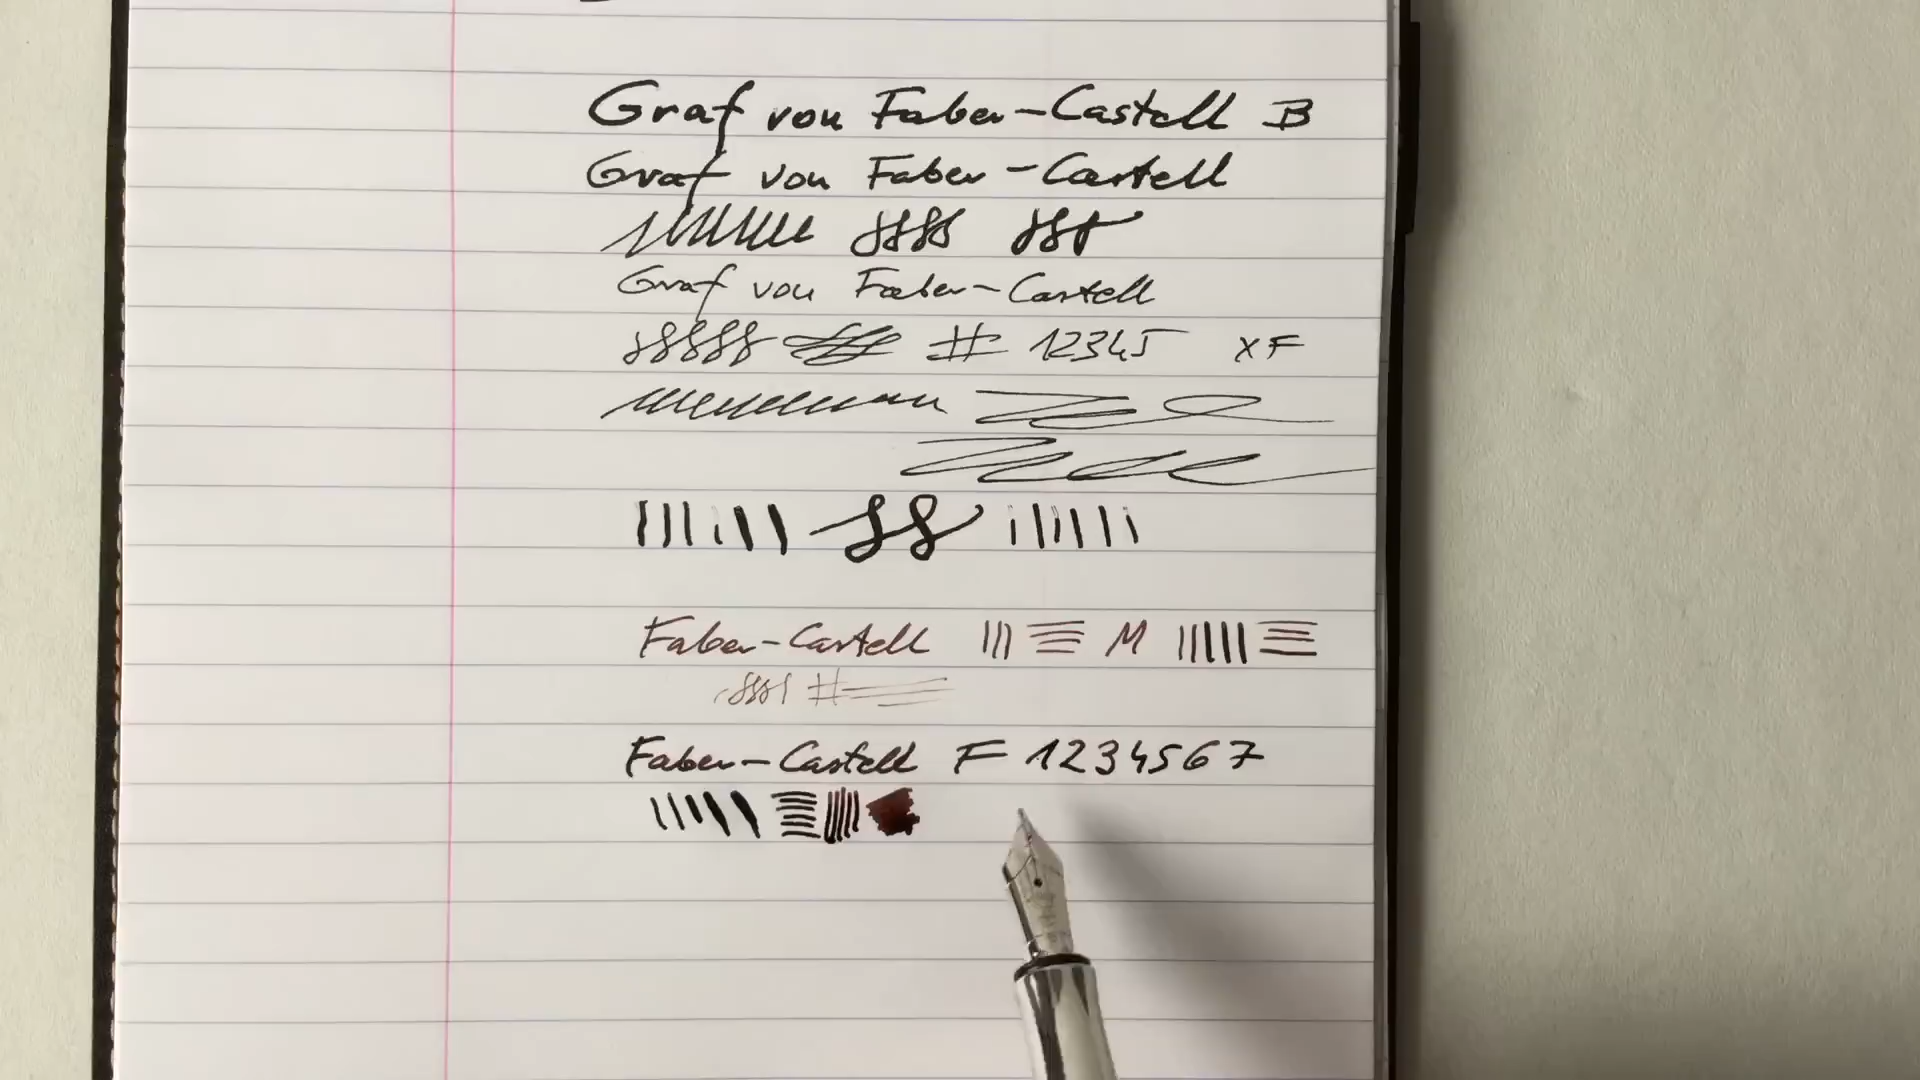 Graf von Faber-Castell B
Graf von Faber-Castell
Graf von Faber-Castell
# 12345 XF
Faber-Castell M
#
Faber-Castell F 1234567